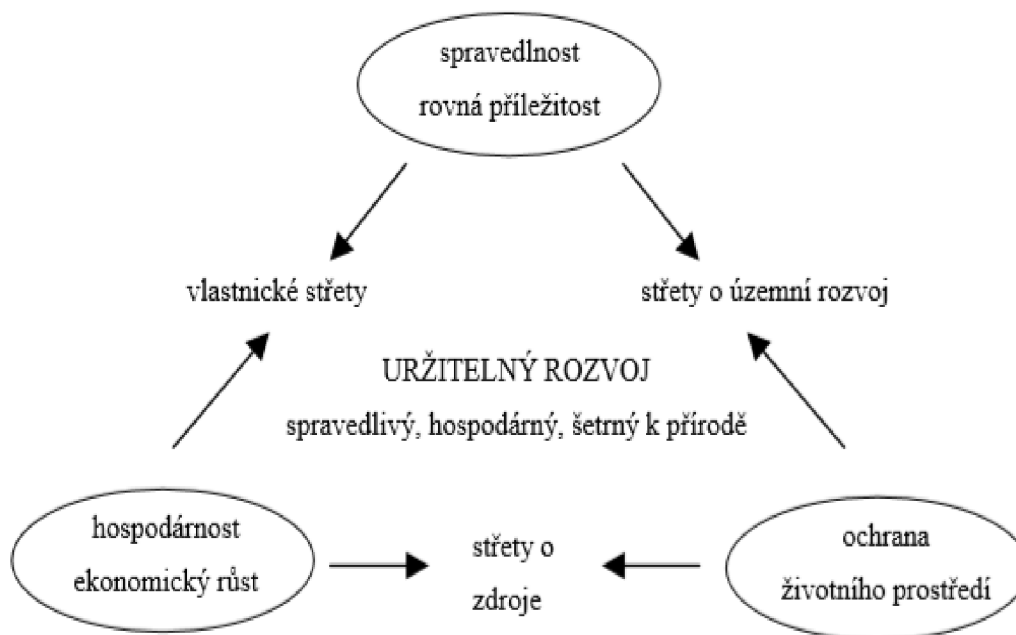 spravedlnost
rovná příležitost
vlastnické střety
střety o územní rozvoj
URŽITELNÝ ROZVOJ
spravedlivý, hospodárný, šetrný k přírodě
hospodárnost
ekonomický růst
střety o
zdroje
ochrana
životního prostředí